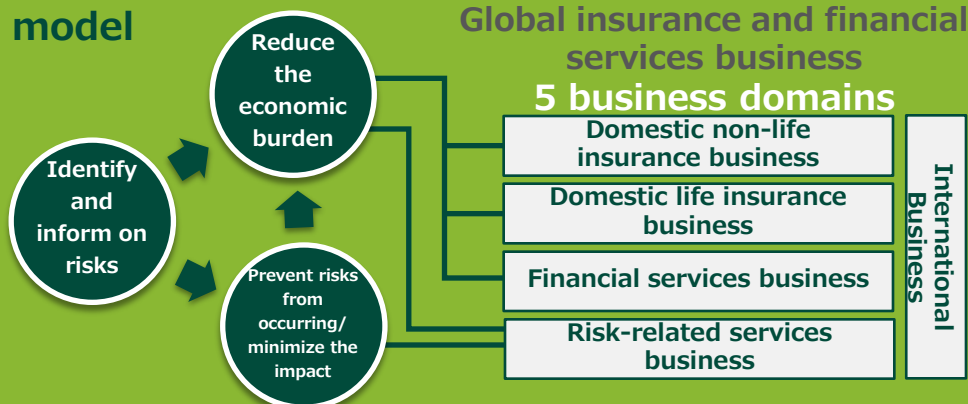 model
Reduce
the
economic
burden
Identify
and
inform on
risks
Prevent risks
from
occurring/
minimize the
impact
Global insurance and financial
services business
5 business domains
Domestic non-life
insurance business
Domestic life insurance
business
Financial services business
Risk-related services
business
International
Business